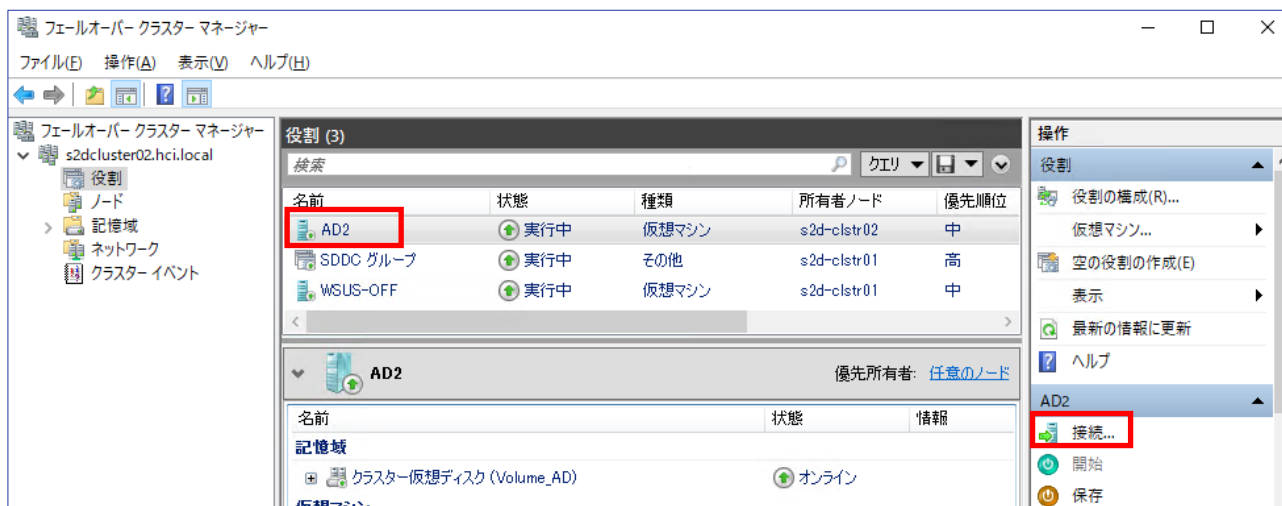 フェールオーバー クラスター マネージャー
ファイル(F) 操作(A) 表示(V) ヘルプ(H)
フェールオーバー クラスター マネージャー
s2dcluster02.hci.local
役割
ノード
記憶域
ネットワーク
クラスター イベント
役割 (3)
検索 クエリ
名前 状態 種類 所有者ノード 優先順位
AD2 実行中 仮想マシン s2d-clstr02 中
SDDC グループ 実行中 その他 s2d-clstr01 高
WSUS-OFF 実行中 仮想マシン s2d-clstr01 中
AD2 優先所有者: 任意のノード
名前 状態 情報
記憶域
クラスター仮想ディスク (Volume_AD) オンライン
仮想マシン
操作
役割
役割の構成(R)...
仮想マシン...
空の役割の作成(E)
表示
最新の情報に更新
ヘルプ
AD2
接続...
開始
保存